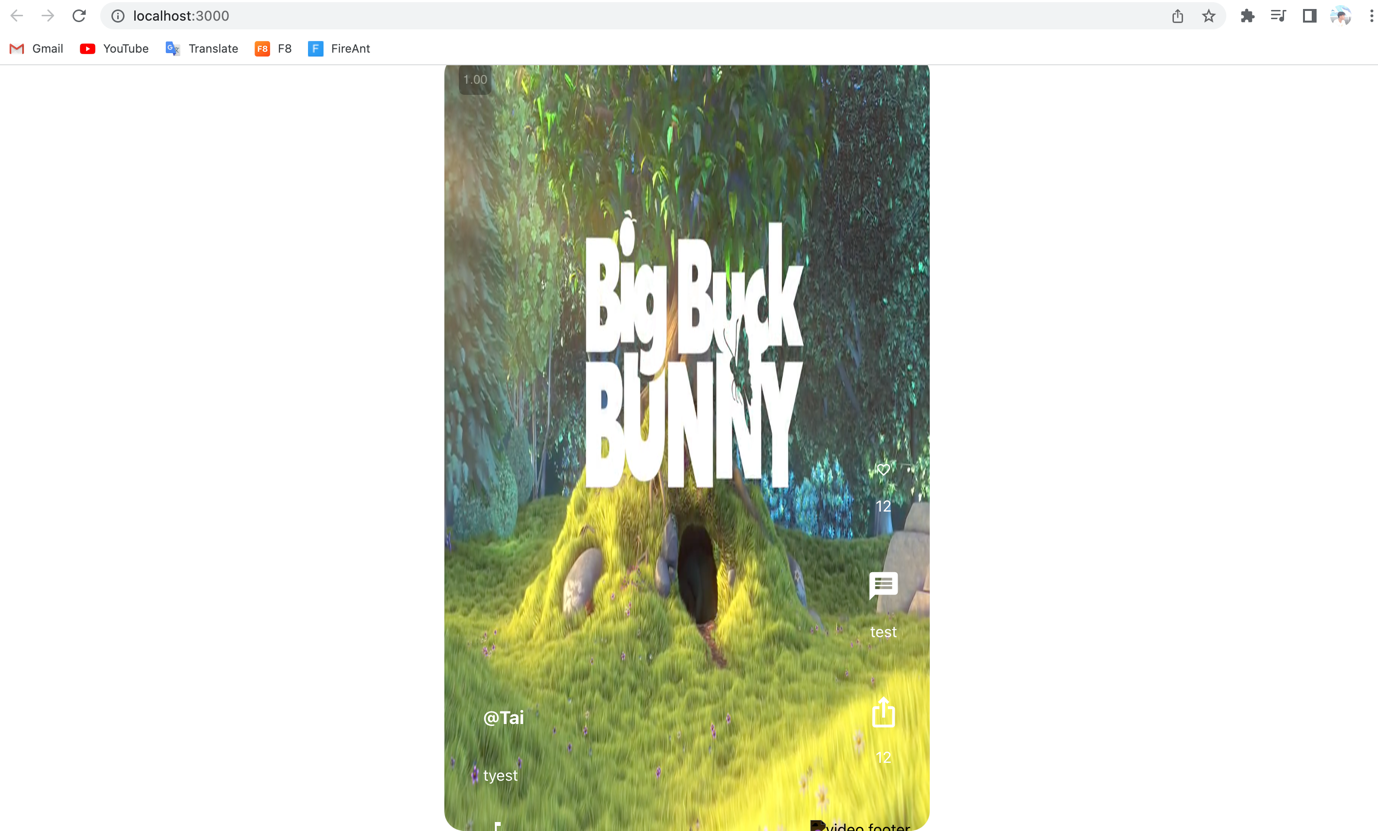 localhost:3000
Gmail
YouTube
Translate
F8
F8
F
FireAnt
1.00
Big Buck
BUNNY
12
test
@Tai
12
tyest
video footer